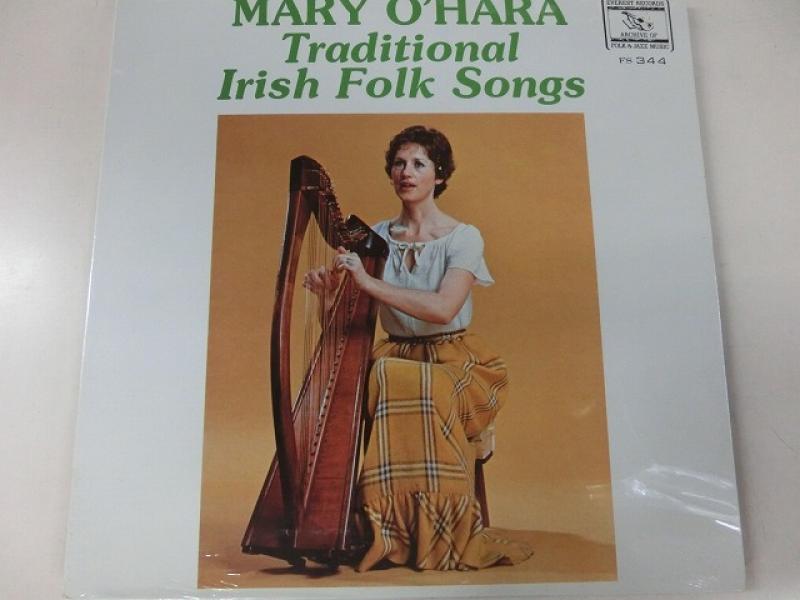 MARY O'HARA
Traditional
Irish Folk Songs
EVEREST RECORDS
ARCHIVE OF
FOLK & JAZZ MUSIC
FS 344